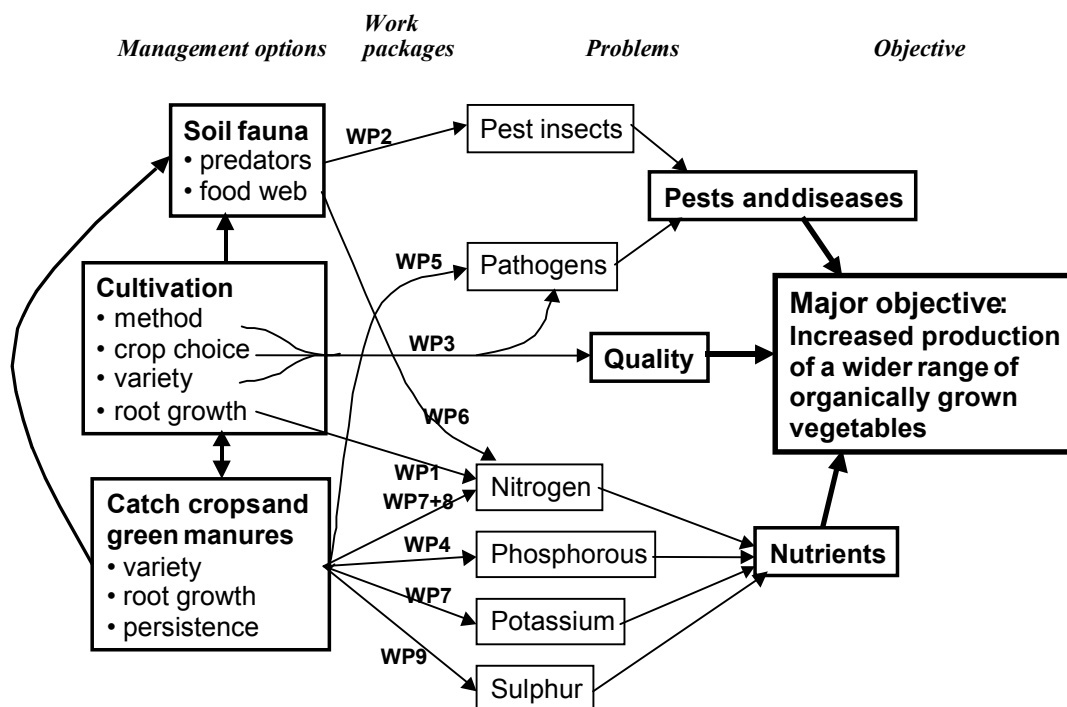 Management options
Work
packages
Problems
Objective
Soil fauna
• predators
• food web
Cultivation
• method
• crop choice
• variety
• root growth
Catch cropsand
green manures
• variety
• root growth
• persistence
WP2
WP5
WP3
WP6
WP1
WP7+8
WP4
WP7
WP9
Pest insects
Pathogens
Quality
Nitrogen
Phosphorous
Potassium
Sulphur
Pests anddiseases
Nutrients
Major objective:
Increased production
of a wider range of
organically grown
vegetables